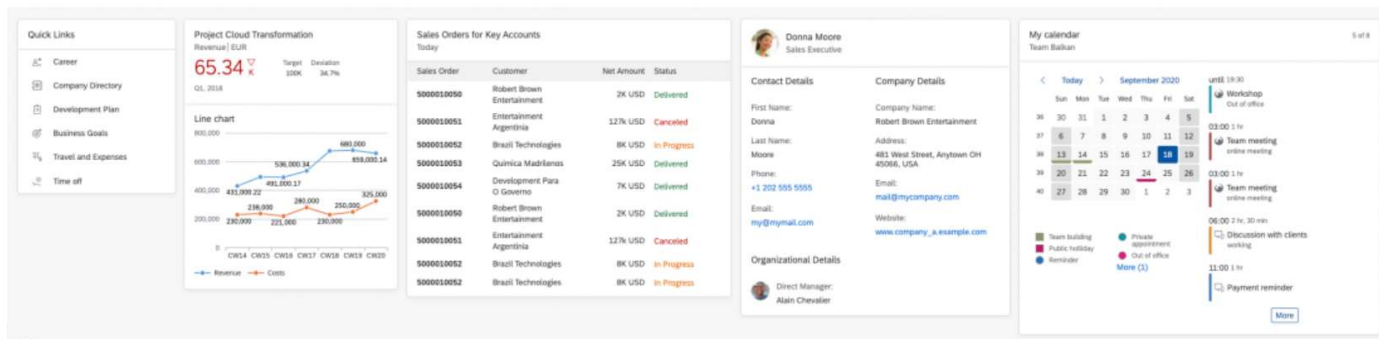 Quick Links
Career
Company Directory
Development Plan
Business Goals
Travel and Expenses
Time off
Project Cloud Transformation
Revenue| EUR
65.34 K
Target Deviation
100K 34.7%
Q1, 2018
Line chart
800,000
600,000
400,000
200,000
0
680,000
536,000.34
859,000.14
491,000.17
431,000.22
325,000
280,000
238,000
250,000
230,000
221,000
230,000
CW14 CW15 CW16 CW17 CW18 CW19 CW20
Revenue Costs
Sales Orders for Key Accounts
Today
Sales Order Customer Net Amount Status
5000010050 Robert Brown Entertainment 2K USD Delivered
5000010051 Entertainment Argentinia 127k USD Canceled
5000010052 Brazil Technologies 8K USD In Progress
5000010053 Quimica Madrilenos 25K USD Delivered
5000010054 Development Para O Governo 7K USD Delivered
5000010050 Robert Brown Entertainment 2K USD Delivered
5000010051 Entertainment Argentinia 127k USD Canceled
5000010052 Brazil Technologies 8K USD In Progress
5000010052 Brazil Technologies 8K USD In Progress
Donna Moore
Sales Executive
Contact Details
First Name:
Donna
Last Name:
Moore
Phone:
+1 202 555 5555
Email:
my@mymail.com
Company Details
Company Name:
Robert Brown Entertainment
Address:
481 West Street, Anytown OH
45066, USA
Email:
mail@mycompany.com
Website:
www.company_a.example.com
Organizational Details
Direct Manager:
Alain Chevalier
My calendar
Team Balkan
5 of 8
Today September 2020
Sun Mon Tue Wed Thu Fri Sat
36 30 31 1 2 3 4 5
37 6 7 8 9 10 11 12
38 13 14 15 16 17 18 19
39 20 21 22 23 24 25 26
40 27 28 29 30 1 2 3
Team building
Public holiday
Reminder
Private appointment
Out of office
More (1)
until 19:30
Workshop
Out of office
03:00 1 hr
Team meeting
online meeting
03:00 1 hr
Team meeting
online meeting
06:00 2 hr, 30 min
Discussion with clients
working
11:00 1 hr
Payment reminder
More